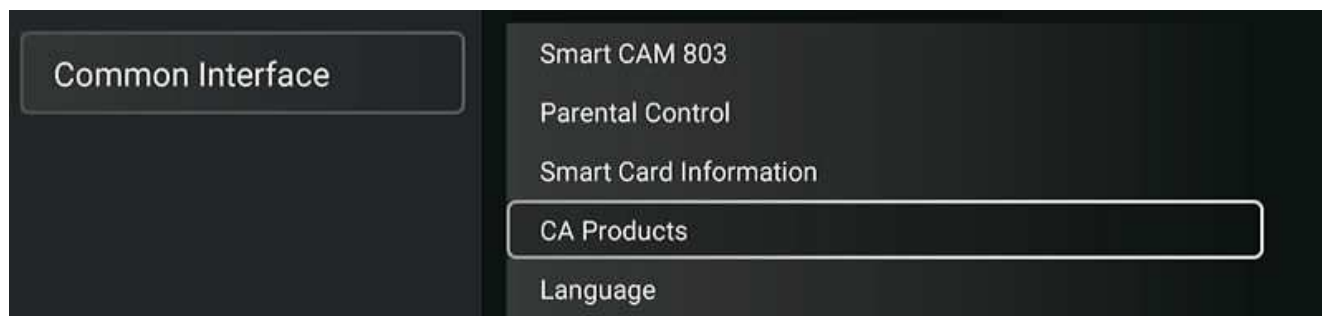 Common Interface
Smart CAM 803
Parental Control
Smart Card Information
CA Products
Language